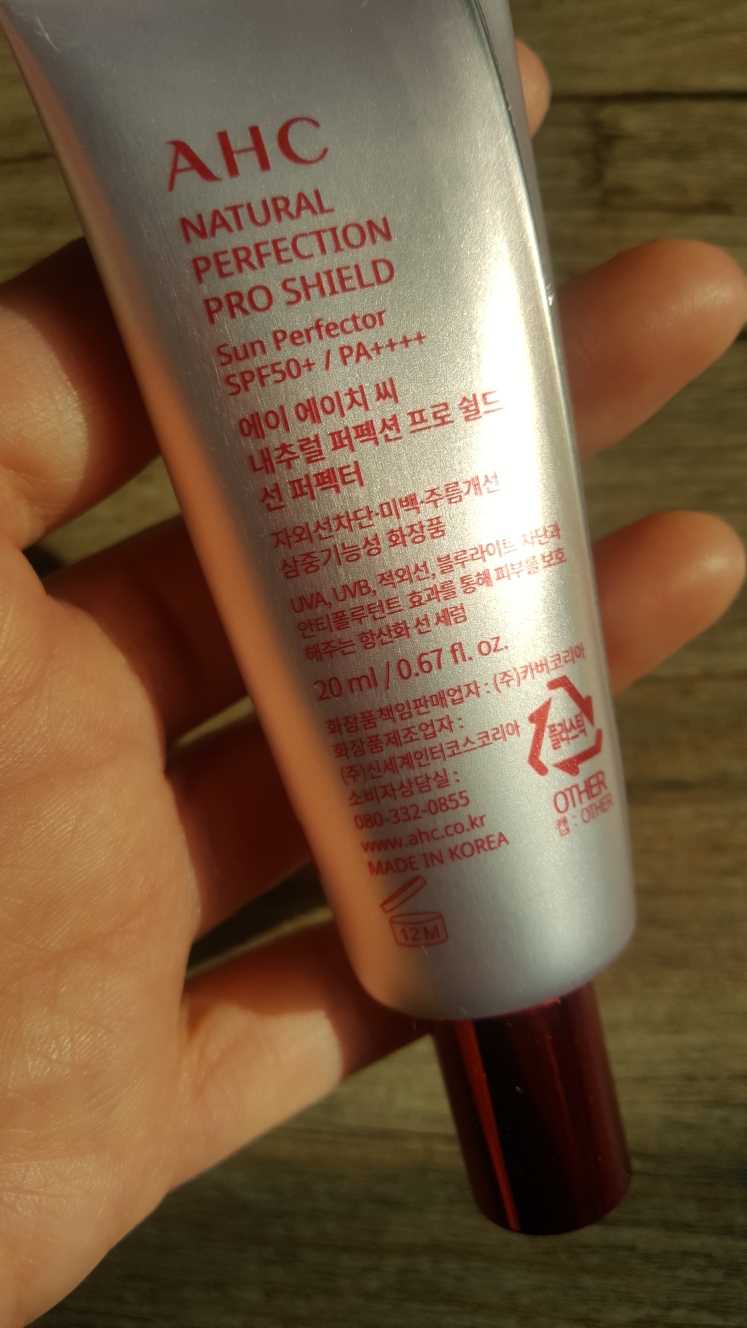 AHC
NATURAL
PERFECTION
PRO SHIELD
Sun Perfector
SPF50+ / PA++++
에이 에이치 씨
내추럴 퍼펙션 프로 쉴드
선 퍼펙터
자외선차단·미백·주름개선
삼중기능성 화장품
UVA, UVB, 적외선, 블루라이트 차단과
안티폴루턴트 효과를 통해 피부를 보호
해주는 항산화 선 세럼
20 ml / 0.67 fl. oz.
화장품책임판매업자 : (주)카버코리아
화장품제조업자 :
(주)신세계인터코스코리아
소비자상담실 :
080-332-0855
www.ahc.co.kr
MADE IN KOREA
12M
플라스틱
OTHER
캡 : OTHER